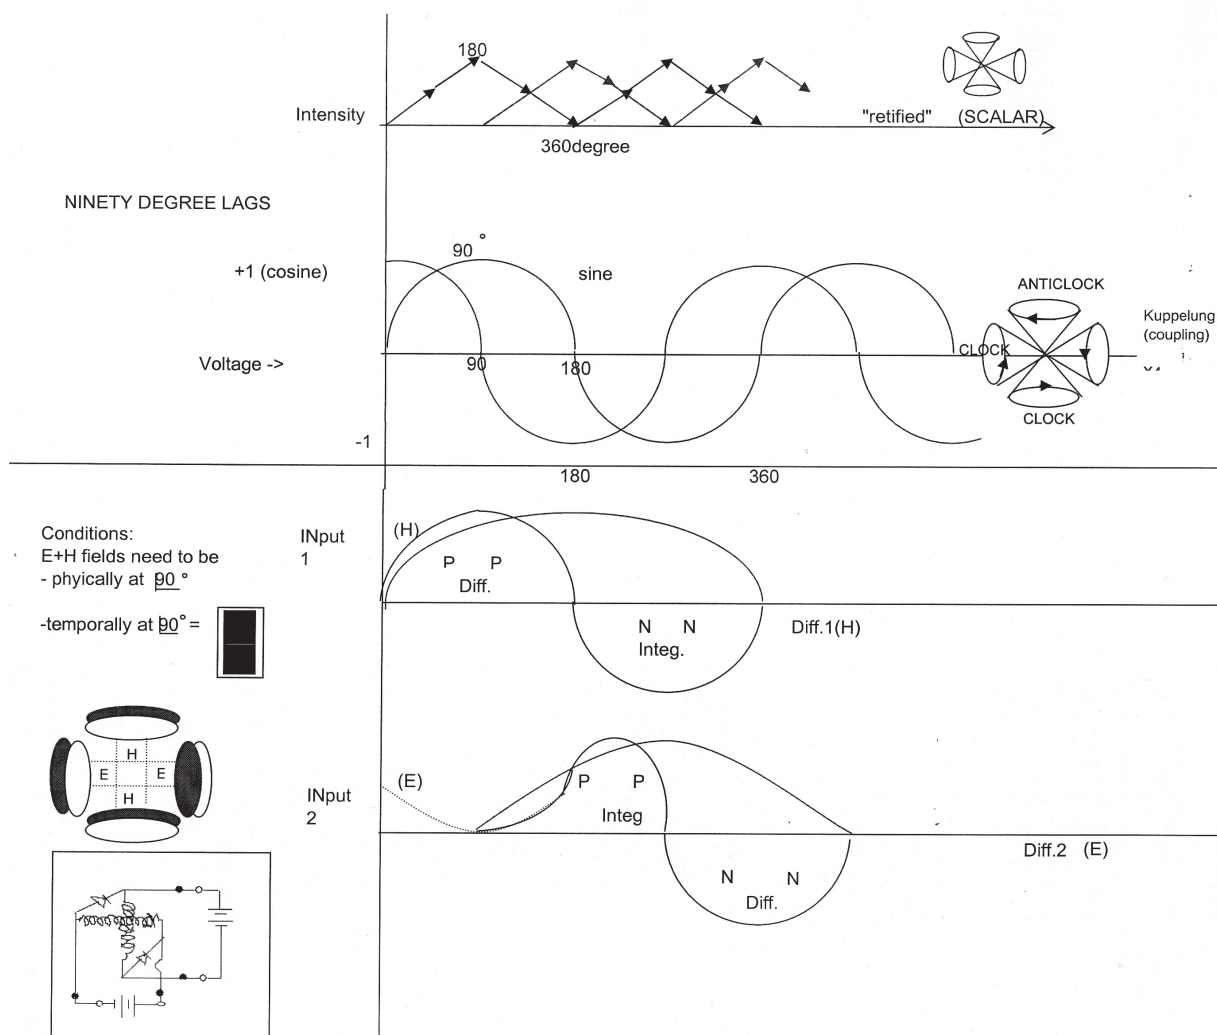 180
Intensity
"retified" (SCALAR)
360degree
NINETY DEGREE LAGS
+1 (cosine)
90 °
sine
ANTICLOCK
Kuppelung
(coupling)
CLOCK
Voltage ->
90
180
CLOCK
-1
180
360
Conditions:
E+H fields need to be
- phyically at 90 °
-temporally at 90° =
INput
1
(H)
P P
Diff.
N N
Integ.
Diff.1(H)
H
E E
H
INput
2
(E)
P P
Integ
Diff.2 (E)
N N
Diff.